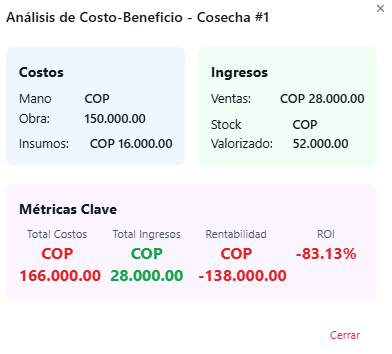 Análisis de Costo-Beneficio - Cosecha #1
×
Costos
Mano Obra: COP 150.000.00
Insumos: COP 16.000.00
Ingresos
Ventas: COP 28.000.00
Stock Valorizado: COP 52.000.00
Métricas Clave
Total Costos
COP 166.000.00
Total Ingresos
COP 28.000.00
Rentabilidad
COP -138.000.00
ROI
-83.13%
Cerrar